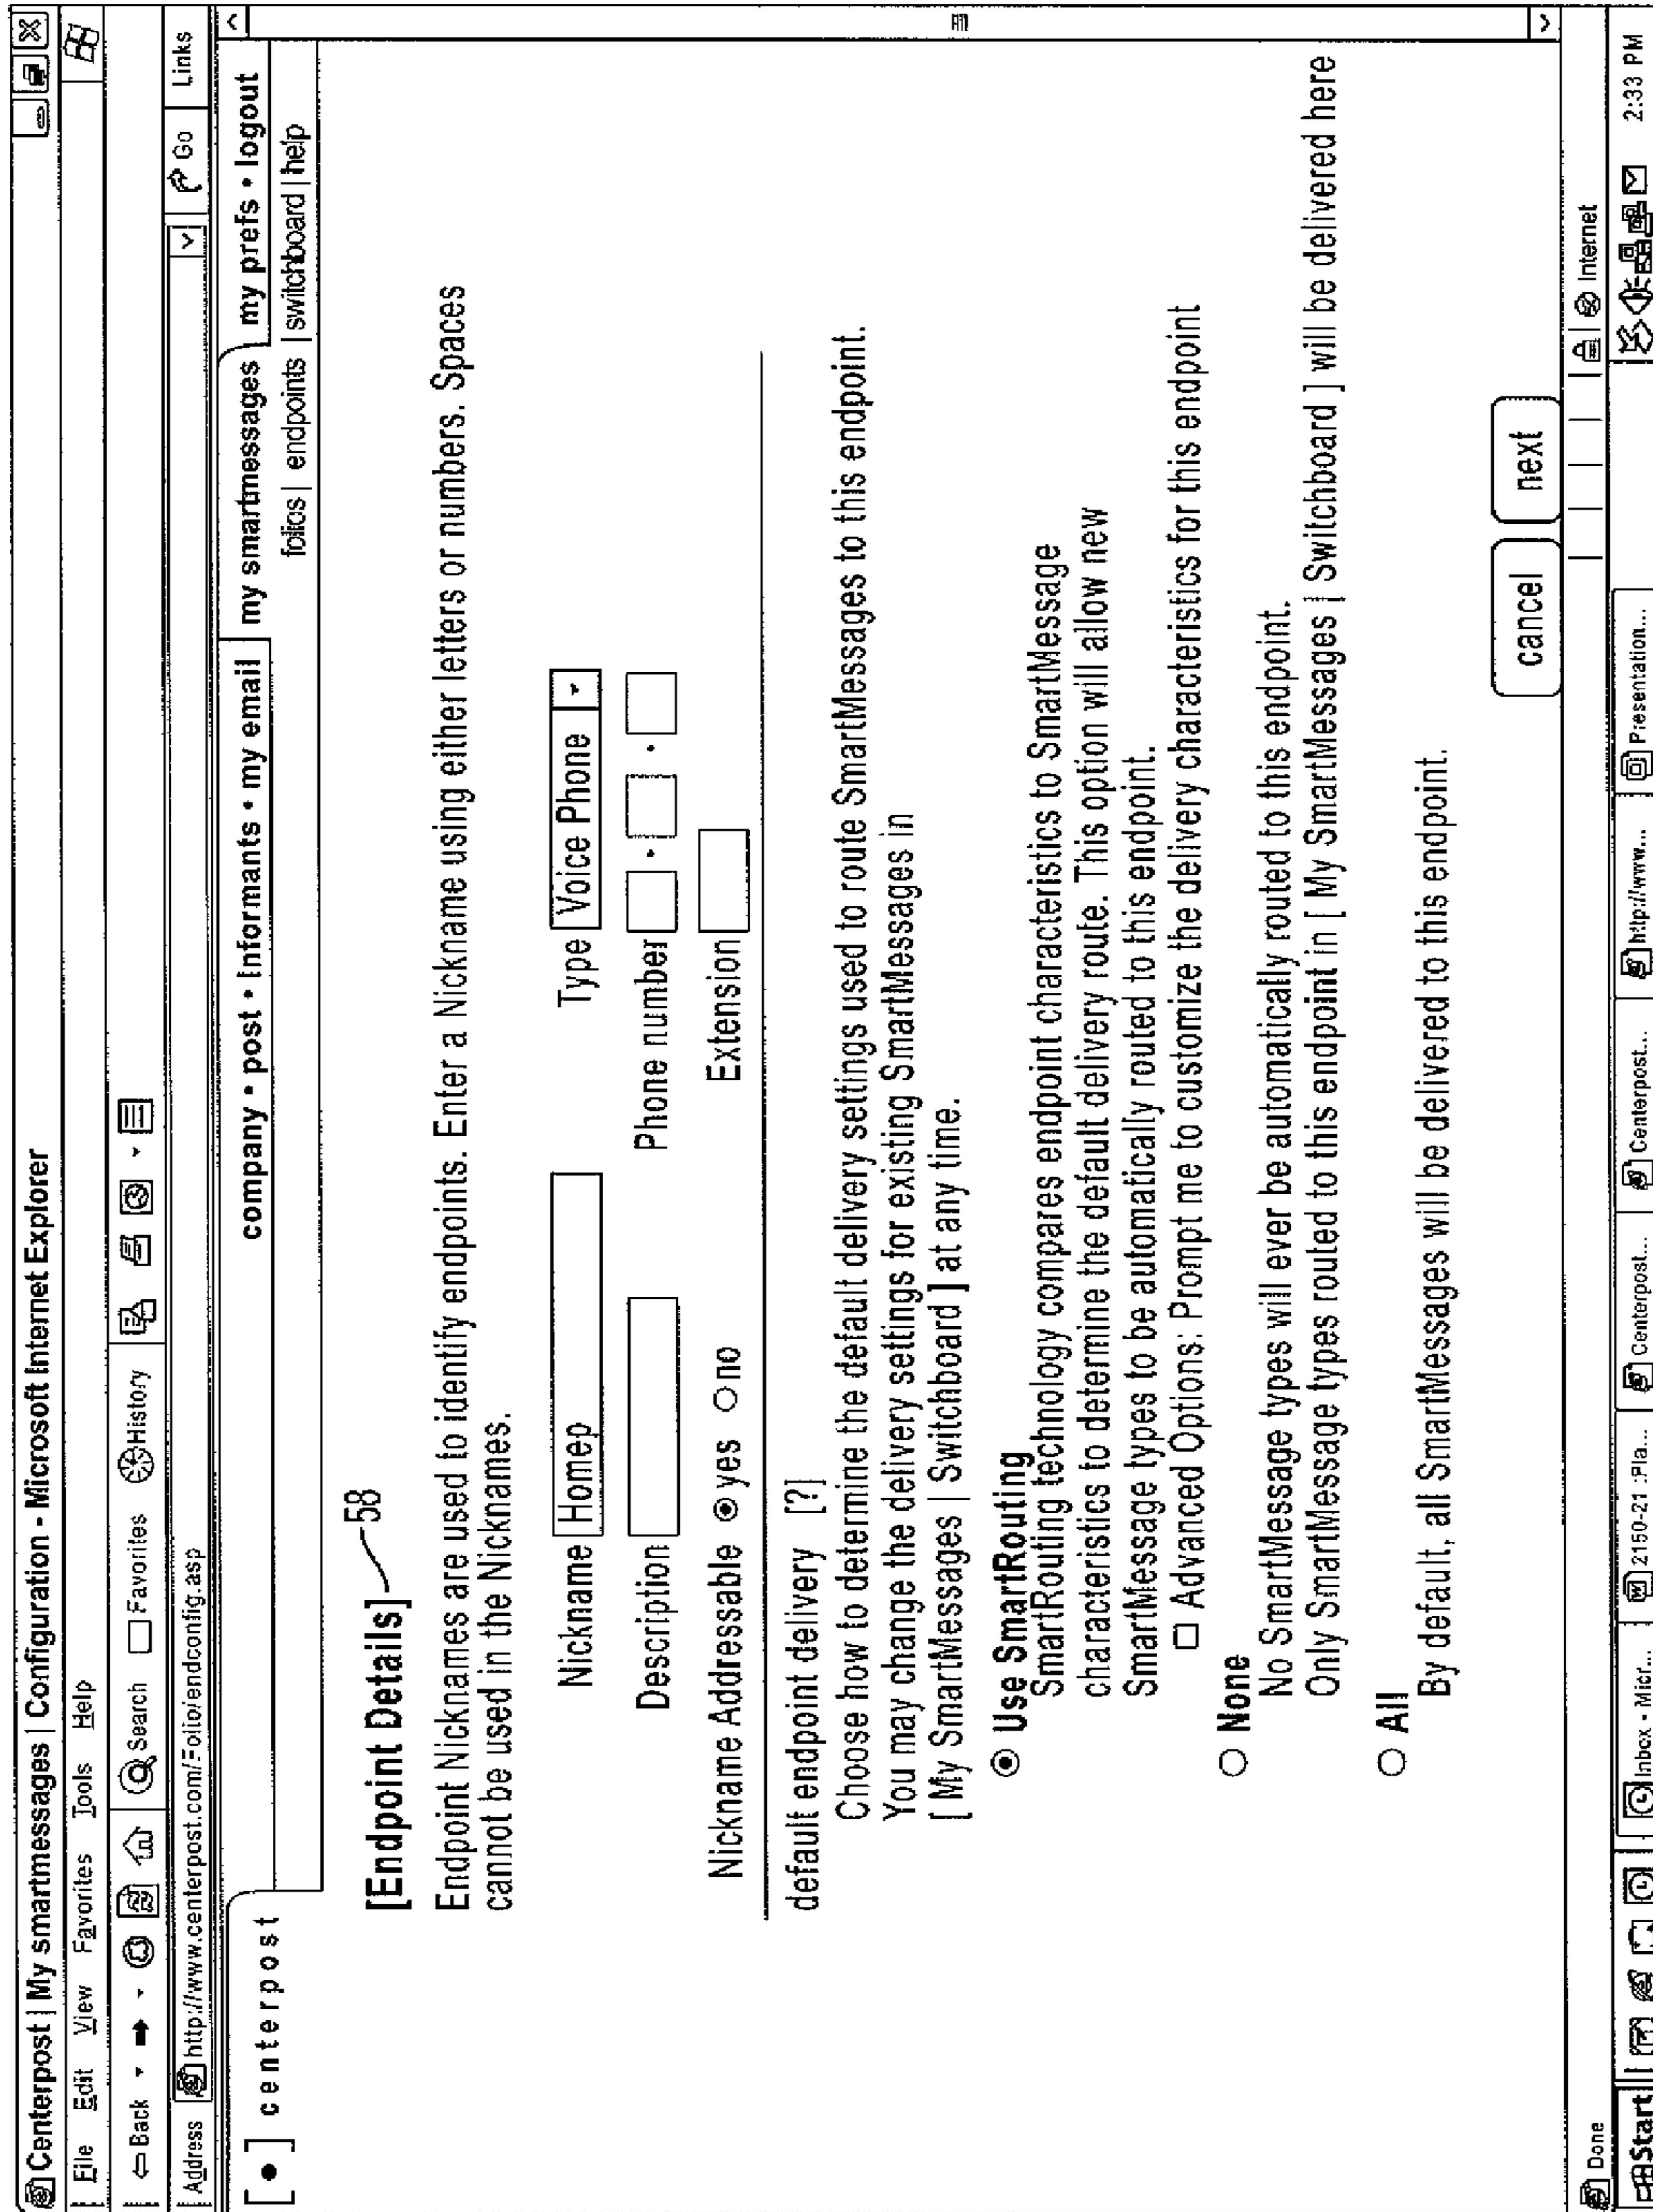 Centerpost | My smartmessages | Configuration - Microsoft Internet Explorer
File Edit View Favorites Tools Help
Back Search Favorites History
Address http://www.centerpost.com/Folio/endconfig.asp Go Links
[ • ] centerpost
company • post • Informants • my email my smartmessages my prefs • logout
folios | endpoints | switchboard | help
[Endpoint Details] 58
Endpoint Nicknames are used to identify endpoints. Enter a Nickname using either letters or numbers. Spaces
cannot be used in the Nicknames.
Nickname Homep Type Voice Phone
Description Phone number
Nickname Addressable yes no Extension
default endpoint delivery [?]
Choose how to determine the default delivery settings used to route SmartMessages to this endpoint.
You may change the delivery settings for existing SmartMessages in
[ My SmartMessages | Switchboard ] at any time.
Use SmartRouting
SmartRouting technology compares endpoint characteristics to SmartMessage
characteristics to determine the default delivery route. This option will allow new
SmartMessage types to be automatically routed to this endpoint.
Advanced Options: Prompt me to customize the delivery characteristics for this endpoint
None
No SmartMessage types will ever be automatically routed to this endpoint.
Only SmartMessage types routed to this endpoint in [ My SmartMessages | Switchboard ] will be delivered here
All
By default, all SmartMessages will be delivered to this endpoint.
cancel next
Done Internet
Start Inbox - Micr... 2150-21 :Pla... Centerpost... Centerpost... http://www... Presentation... 2:33 PM